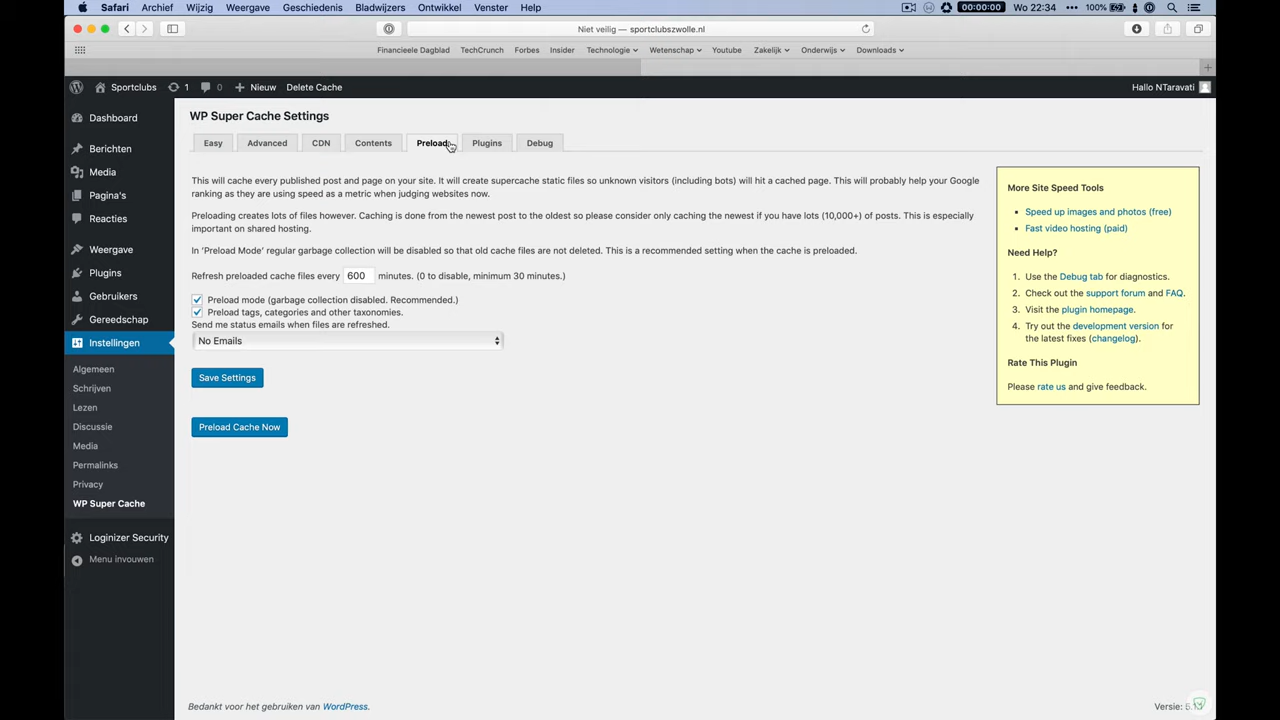 Safari Archief Wijzig Weergave Geschiedenis Bladwijzers Ontwikkel Venster Help 00:00:00 Wo 22:34 100%
Niet veilig — sportclubszwolle.nl
Financieele Dagblad TechCrunch Forbes Insider Technologie Wetenschap Youtube Zakelijk Onderwijs Downloads
Sportclubs 1 0 + Nieuw Delete Cache Hallo NTaravati
Dashboard
Berichten
Media
Pagina's
Reacties
Weergave
Plugins
Gebruikers
Gereedschap
Instellingen
Algemeen
Schrijven
Lezen
Discussie
Media
Permalinks
Privacy
WP Super Cache
Loginizer Security
Menu invouwen
WP Super Cache Settings
Easy Advanced CDN Contents Preload Plugins Debug
This will cache every published post and page on your site. It will create supercache static files so unknown visitors (including bots) will hit a cached page. This will probably help your Google
ranking as they are using speed as a metric when judging websites now.
Preloading creates lots of files however. Caching is done from the newest post to the oldest so please consider only caching the newest if you have lots (10,000+) of posts. This is especially
important on shared hosting.
In 'Preload Mode' regular garbage collection will be disabled so that old cache files are not deleted. This is a recommended setting when the cache is preloaded.
Refresh preloaded cache files every 600 minutes. (0 to disable, minimum 30 minutes.)
Preload mode (garbage collection disabled. Recommended.)
Preload tags, categories and other taxonomies.
Send me status emails when files are refreshed.
No Emails
Save Settings
Preload Cache Now
More Site Speed Tools
• Speed up images and photos (free)
• Fast video hosting (paid)
Need Help?
1. Use the Debug tab for diagnostics.
2. Check out the support forum and FAQ.
3. Visit the plugin homepage.
4. Try out the development version for
the latest fixes (changelog).
Rate This Plugin
Please rate us and give feedback.
Bedankt voor het gebruiken van WordPress.
Versie: